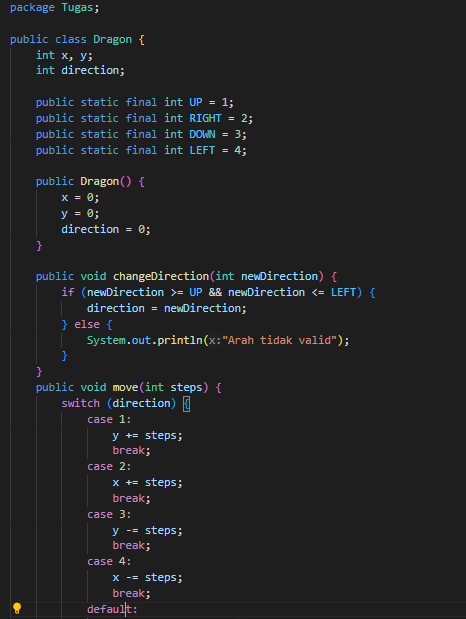 package Tugas;

public class Dragon {
    int x, y;
    int direction;

    public static final int UP = 1;
    public static final int RIGHT = 2;
    public static final int DOWN = 3;
    public static final int LEFT = 4;

    public Dragon() {
        x = 0;
        y = 0;
        direction = 0;
    }

    public void changeDirection(int newDirection) {
        if (newDirection >= UP && newDirection <= LEFT) {
            direction = newDirection;
        } else {
            System.out.println(x:"Arah tidak valid");
        }
    }
    public void move(int steps) {
        switch (direction) {
            case 1:
                y += steps;
                break;
            case 2:
                x += steps;
                break;
            case 3:
                y -= steps;
                break;
            case 4:
                x -= steps;
                break;
            default: